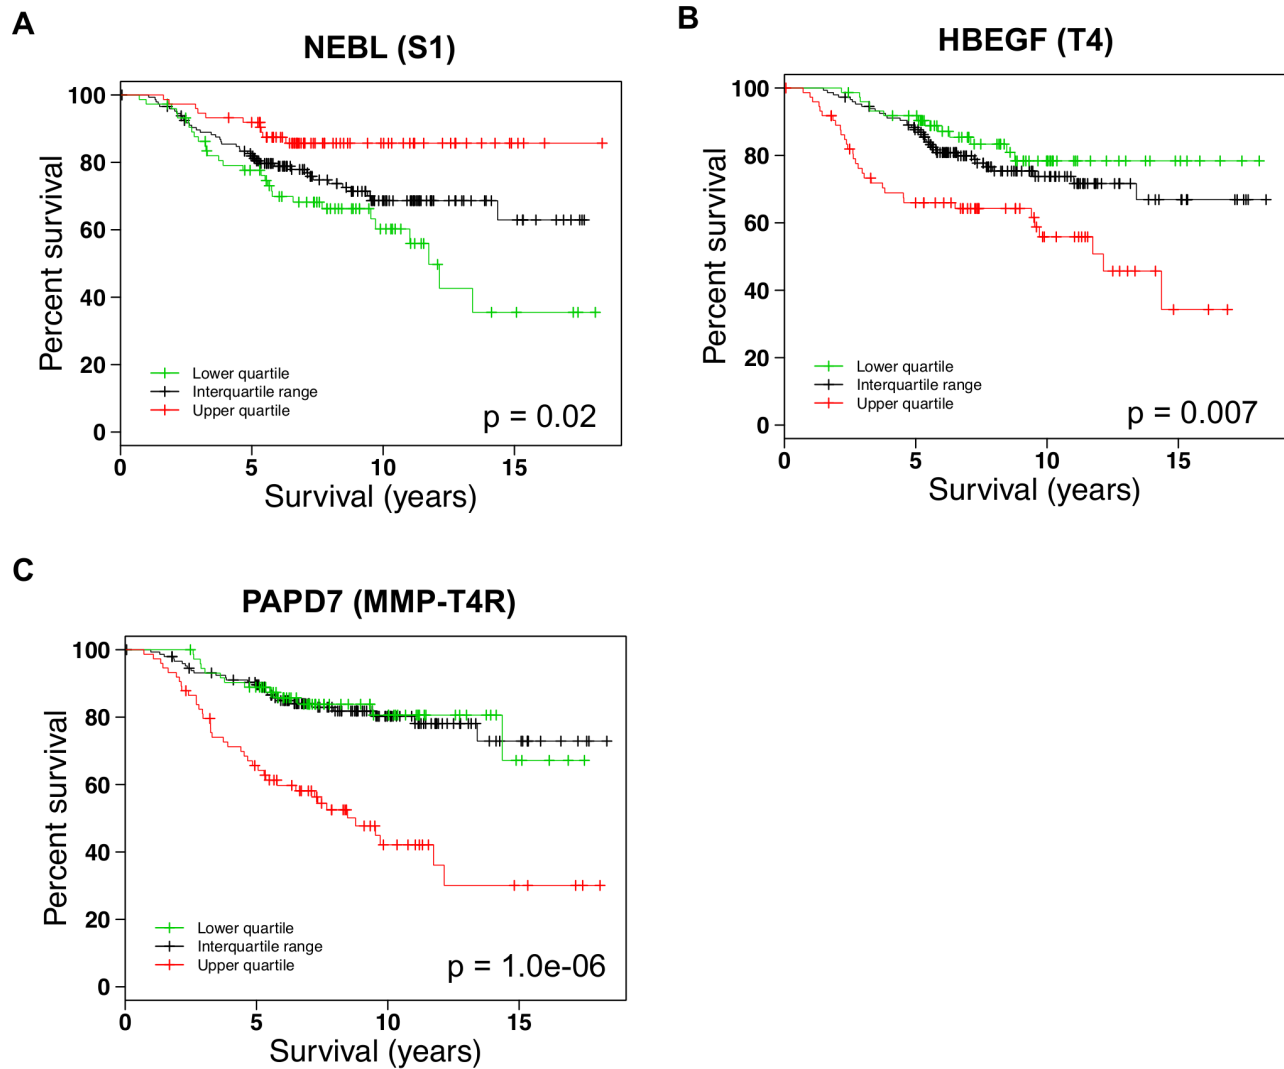 A
NEBL (S1)
Percent survival
100
80
60
40
20
0
Lower quartile
Interquartile range
Upper quartile
p = 0.02
0 5 10 15
Survival (years)
B
HBEGF (T4)
Percent survival
100
80
60
40
20
0
Lower quartile
Interquartile range
Upper quartile
p = 0.007
0 5 10 15
Survival (years)
C
PAPD7 (MMP-T4R)
Percent survival
100
80
60
40
20
0
Lower quartile
Interquartile range
Upper quartile
p = 1.0e-06
0 5 10 15
Survival (years)